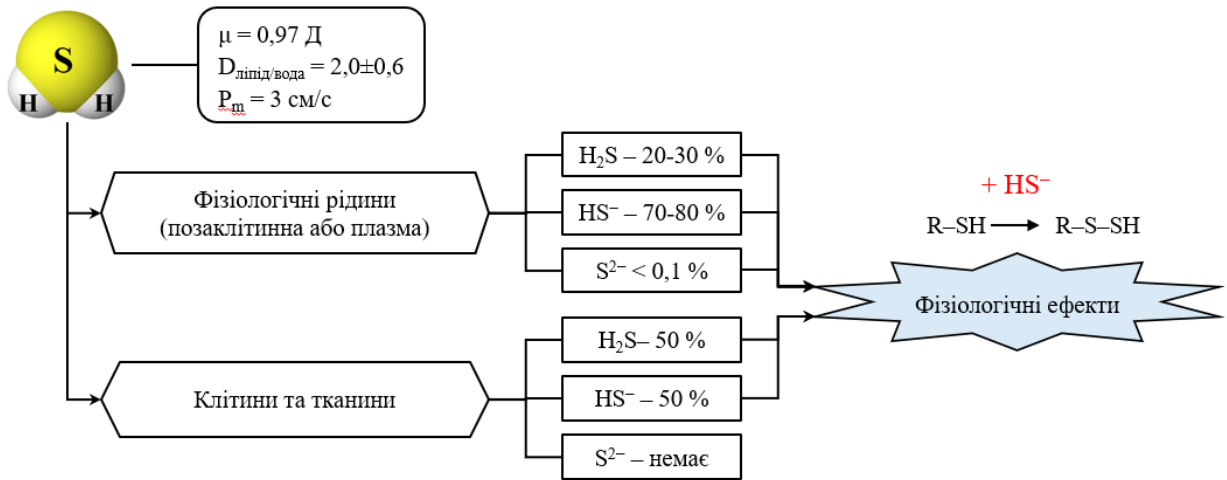 S
H H
μ = 0,97 Д
D ліпід/вода = 2,0±0,6
Pm = 3 см/с
Фізіологічні рідини
(позаклітинна або плазма)
H₂S – 20-30 %
HS⁻ – 70-80 %
S²⁻ < 0,1 %
+ HS⁻
R–SH R–S–SH
Фізіологічні ефекти
Клітини та тканини
H₂S– 50 %
HS⁻ – 50 %
S²⁻ – немає